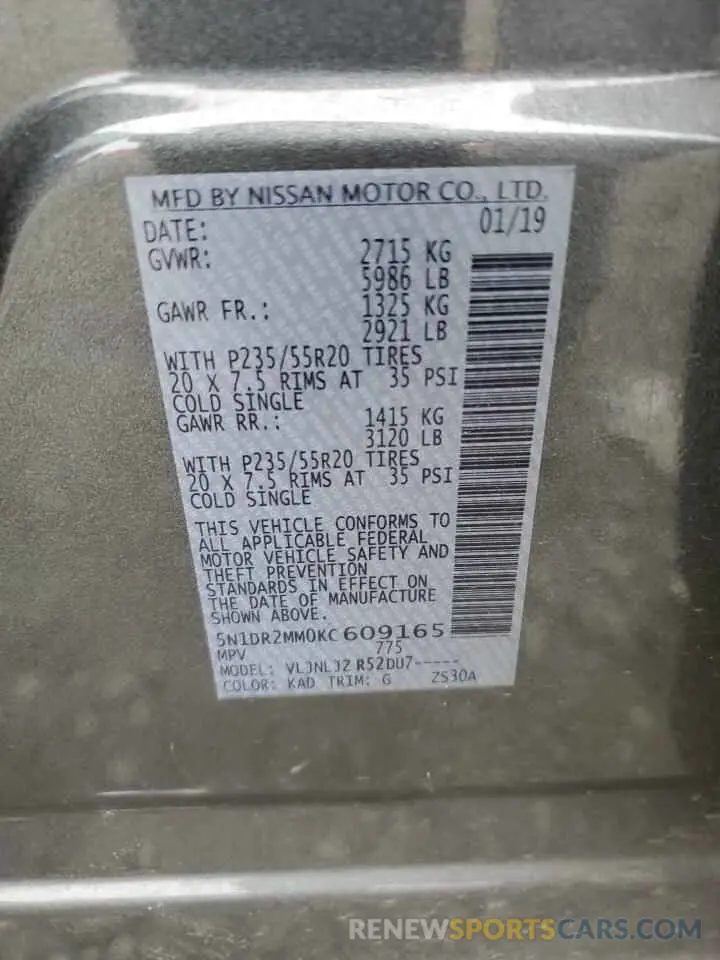 MFD BY NISSAN MOTOR CO., LTD.
DATE: 01/19
GVWR: 2715 KG
5986 LB
GAWR FR.: 1325 KG
2921 LB
WITH P235/55R20 TIRES
20 X 7.5 RIMS AT 35 PSI
COLD SINGLE
GAWR RR.: 1415 KG
3120 LB
WITH P235/55R20 TIRES
20 X 7.5 RIMS AT 35 PSI
COLD SINGLE
THIS VEHICLE CONFORMS TO
ALL APPLICABLE FEDERAL
MOTOR VEHICLE SAFETY AND
THEFT PREVENTION
STANDARDS IN EFFECT ON
THE DATE OF MANUFACTURE
SHOWN ABOVE.
5N1DR2MM0KC609165
MPV 775
MODEL: VLJNLJZ R52DU7-----
COLOR: KAD TRIM: G ZS30A
RENEWSPORTSCARS.COM